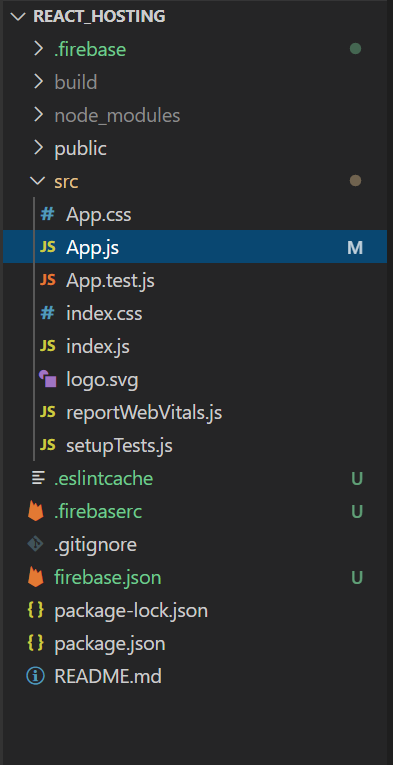 REACT_HOSTING
.firebase
build
node_modules
public
src
# App.css
JS App.js M
JS App.test.js
# index.css
JS index.js
logo.svg
JS reportWebVitals.js
JS setupTests.js
.eslintcache U
.firebaserc U
.gitignore
firebase.json U
{} package-lock.json
{} package.json
README.md